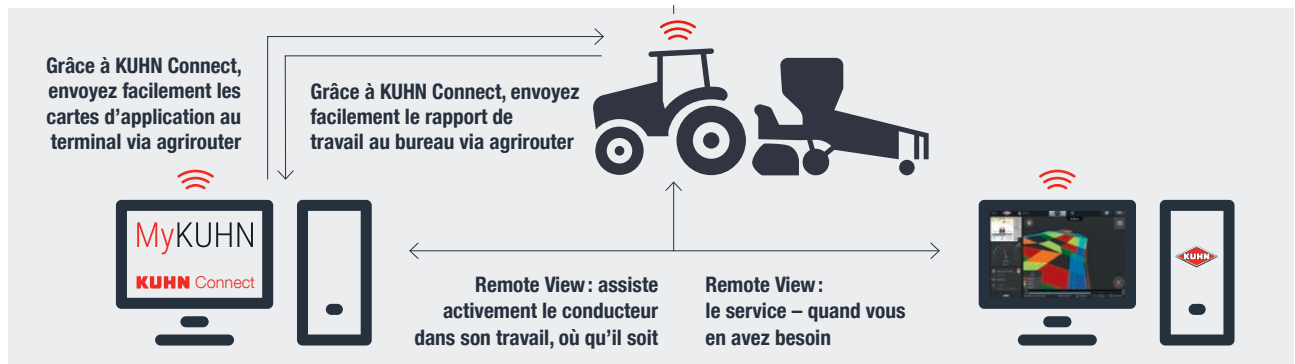 Grâce à KUHN Connect,
envoyez facilement les
cartes d'application au
terminal via agrirouter
Grâce à KUHN Connect, envoyez
facilement le rapport de
travail au bureau via agrirouter
MyKUHN
KUHN Connect
Remote View : assiste
activement le conducteur
dans son travail, où qu'il soit
Remote View :
le service – quand vous
en avez besoin
KUHN